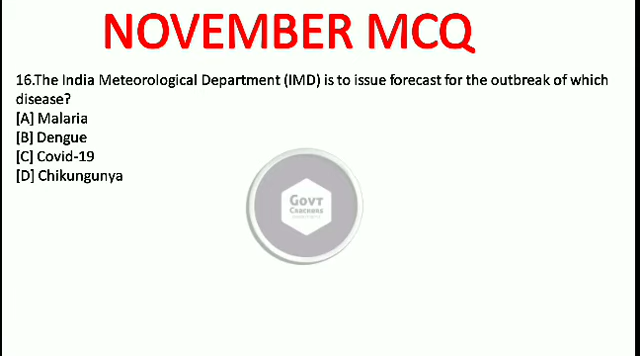 NOVEMBER MCQ
16.The India Meteorological Department (IMD) is to issue forecast for the outbreak of which
disease?
[A] Malaria
[B] Dengue
[C] Covid-19
[D] Chikungunya
GOVT
CRACKERS